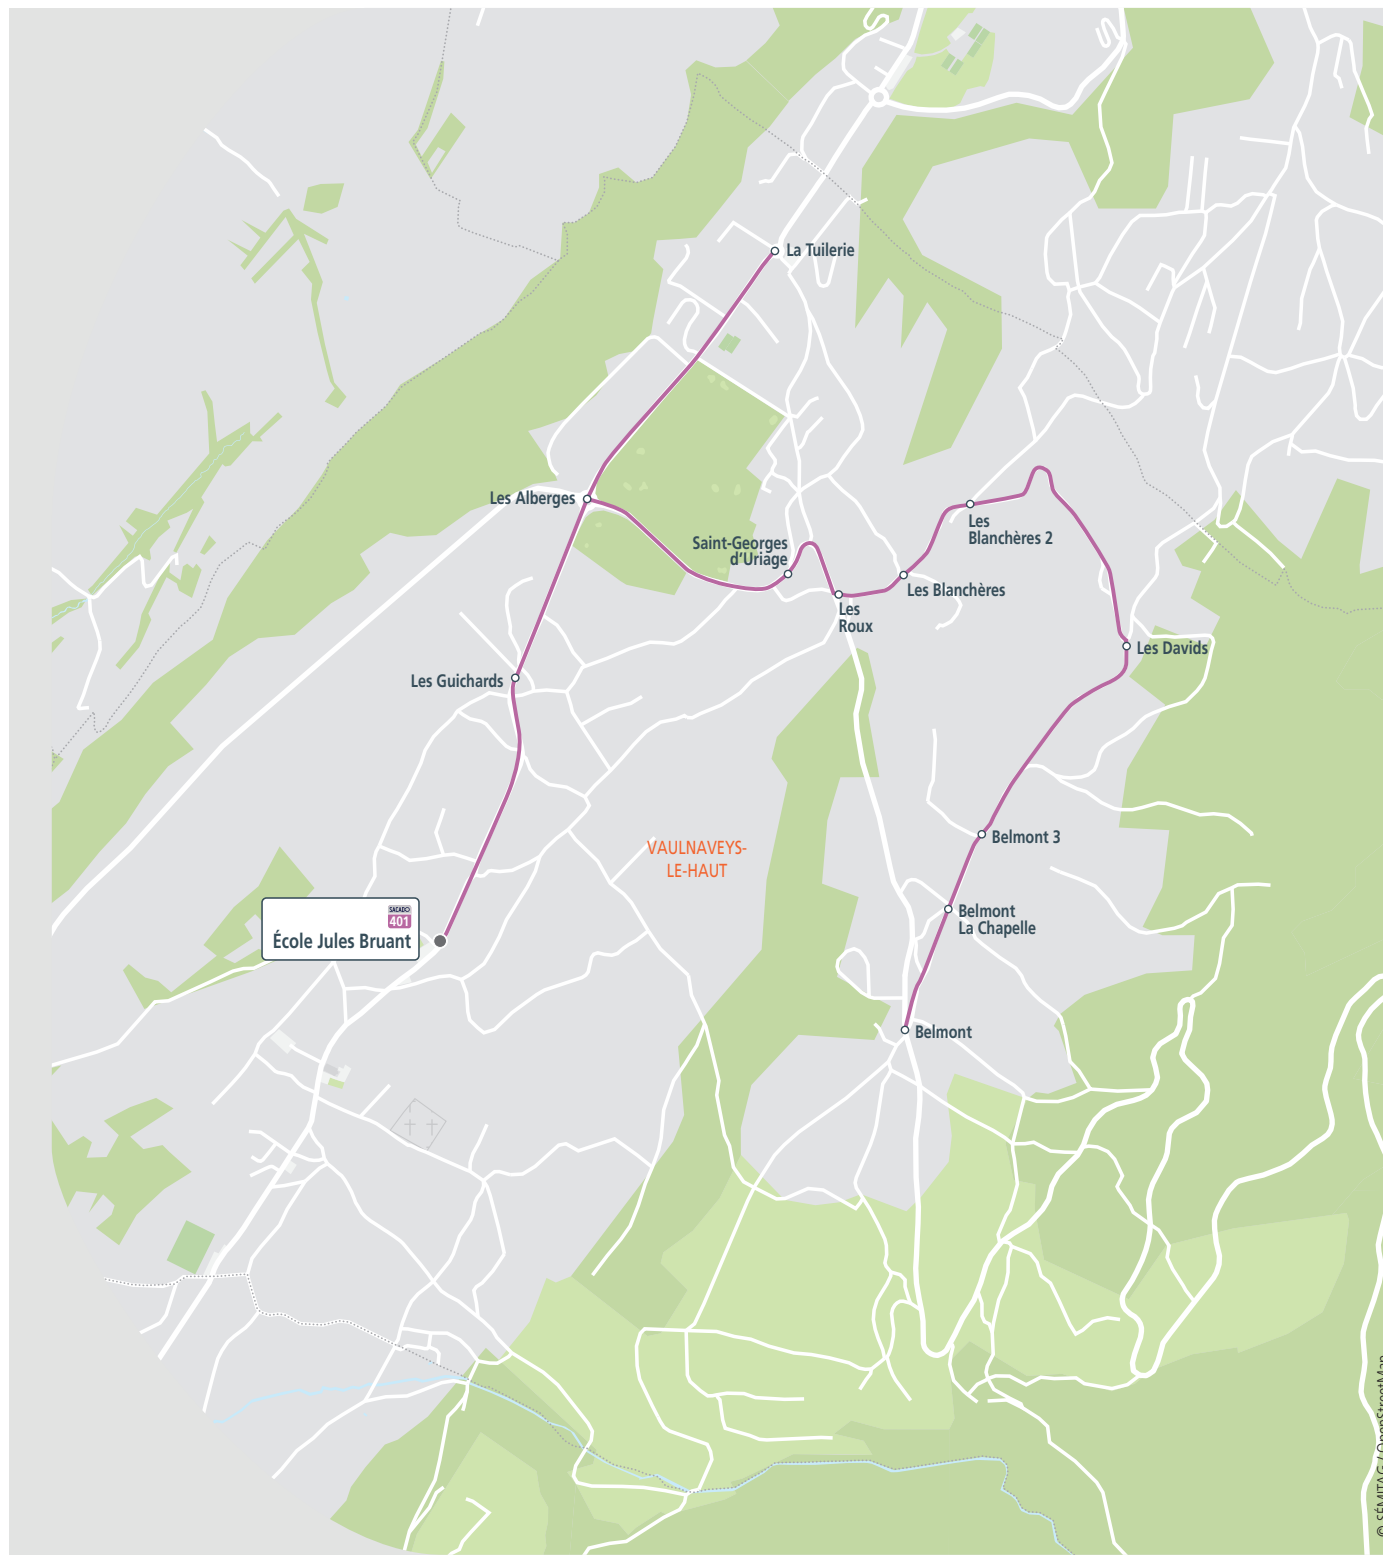 La Tuilerie
Les Alberges
Les
Blanchères 2
Saint-Georges
d'Uriage
Les Blanchères
Les
Roux
Les Davids
Les Guichards
Belmont 3
VAULNAVEYS-
LE-HAUT
SACADO
401
École Jules Bruant
Belmont
La Chapelle
Belmont
© SÉMITAG / OpenStreetMap